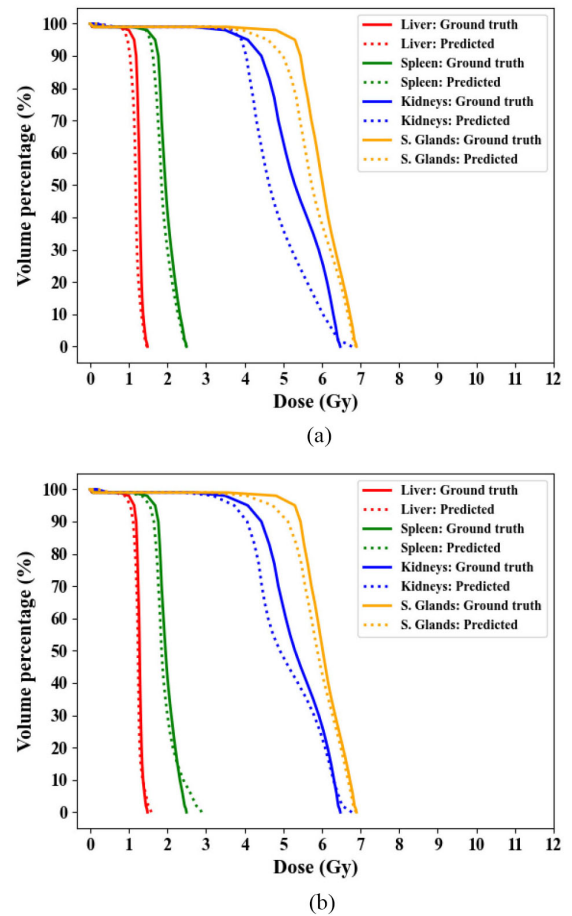 Volume percentage (%)
100
90
80
70
60
50
40
30
20
10
0
Liver: Ground truth
Liver: Predicted
Spleen: Ground truth
Spleen: Predicted
Kidneys: Ground truth
Kidneys: Predicted
S. Glands: Ground truth
S. Glands: Predicted
0 1 2 3 4 5 6 7 8 9 10 11 12
Dose (Gy)
(a)
Volume percentage (%)
100
90
80
70
60
50
40
30
20
10
0
Liver: Ground truth
Liver: Predicted
Spleen: Ground truth
Spleen: Predicted
Kidneys: Ground truth
Kidneys: Predicted
S. Glands: Ground truth
S. Glands: Predicted
0 1 2 3 4 5 6 7 8 9 10 11 12
Dose (Gy)
(b)